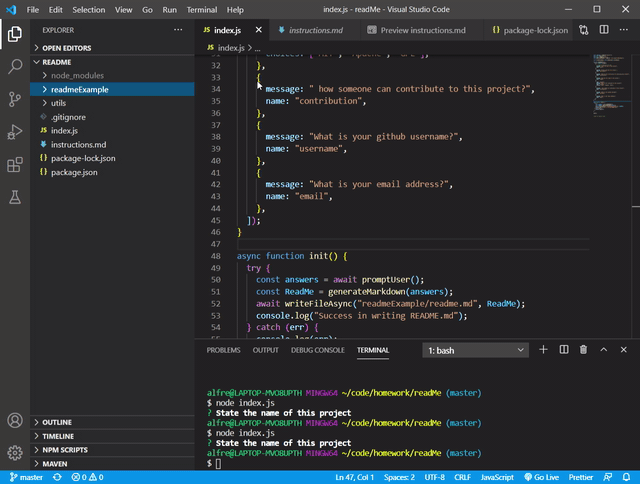 File Edit Selection View Go Run Terminal Help index.js - readMe - Visual Studio Code
EXPLORER
OPEN EDITORS
README
node_modules
readmeExample
utils
.gitignore
JS index.js
instructions.md
{} package-lock.json
{} package.json
OUTLINE
TIMELINE
NPM SCRIPTS
MAVEN
JS index.js instructions.md Preview instructions.md {} package-lock.json
JS index.js > ...
32 },
33 {
34 message: " how someone can contribute to this project?",
35 name: "contribution",
36 },
37 {
38 message: "What is your github username?",
39 name: "username",
40 },
41 {
42 message: "What is your email address?",
43 name: "email",
44 },
45 ]);
46 }
47
48 async function init() {
49 try {
50 const answers = await promptUser();
51 const ReadMe = generateMarkdown(answers);
52 await writeFileAsync("readmeExample/readme.md", ReadMe);
53 console.log("Success in writing README.md");
54 } catch (err) {
55 console.log(err);
PROBLEMS OUTPUT DEBUG CONSOLE TERMINAL 1: bash
alfre@LAPTOP-MVO8UPTH MINGW64 ~/code/homework/readMe (master)
$ node index.js
? State the name of this project
alfre@LAPTOP-MVO8UPTH MINGW64 ~/code/homework/readMe (master)
$ node index.js
? State the name of this project
alfre@LAPTOP-MVO8UPTH MINGW64 ~/code/homework/readMe (master)
$
master 0 0 Ln 47, Col 1 Spaces: 2 UTF-8 CRLF JavaScript Go Live Prettier